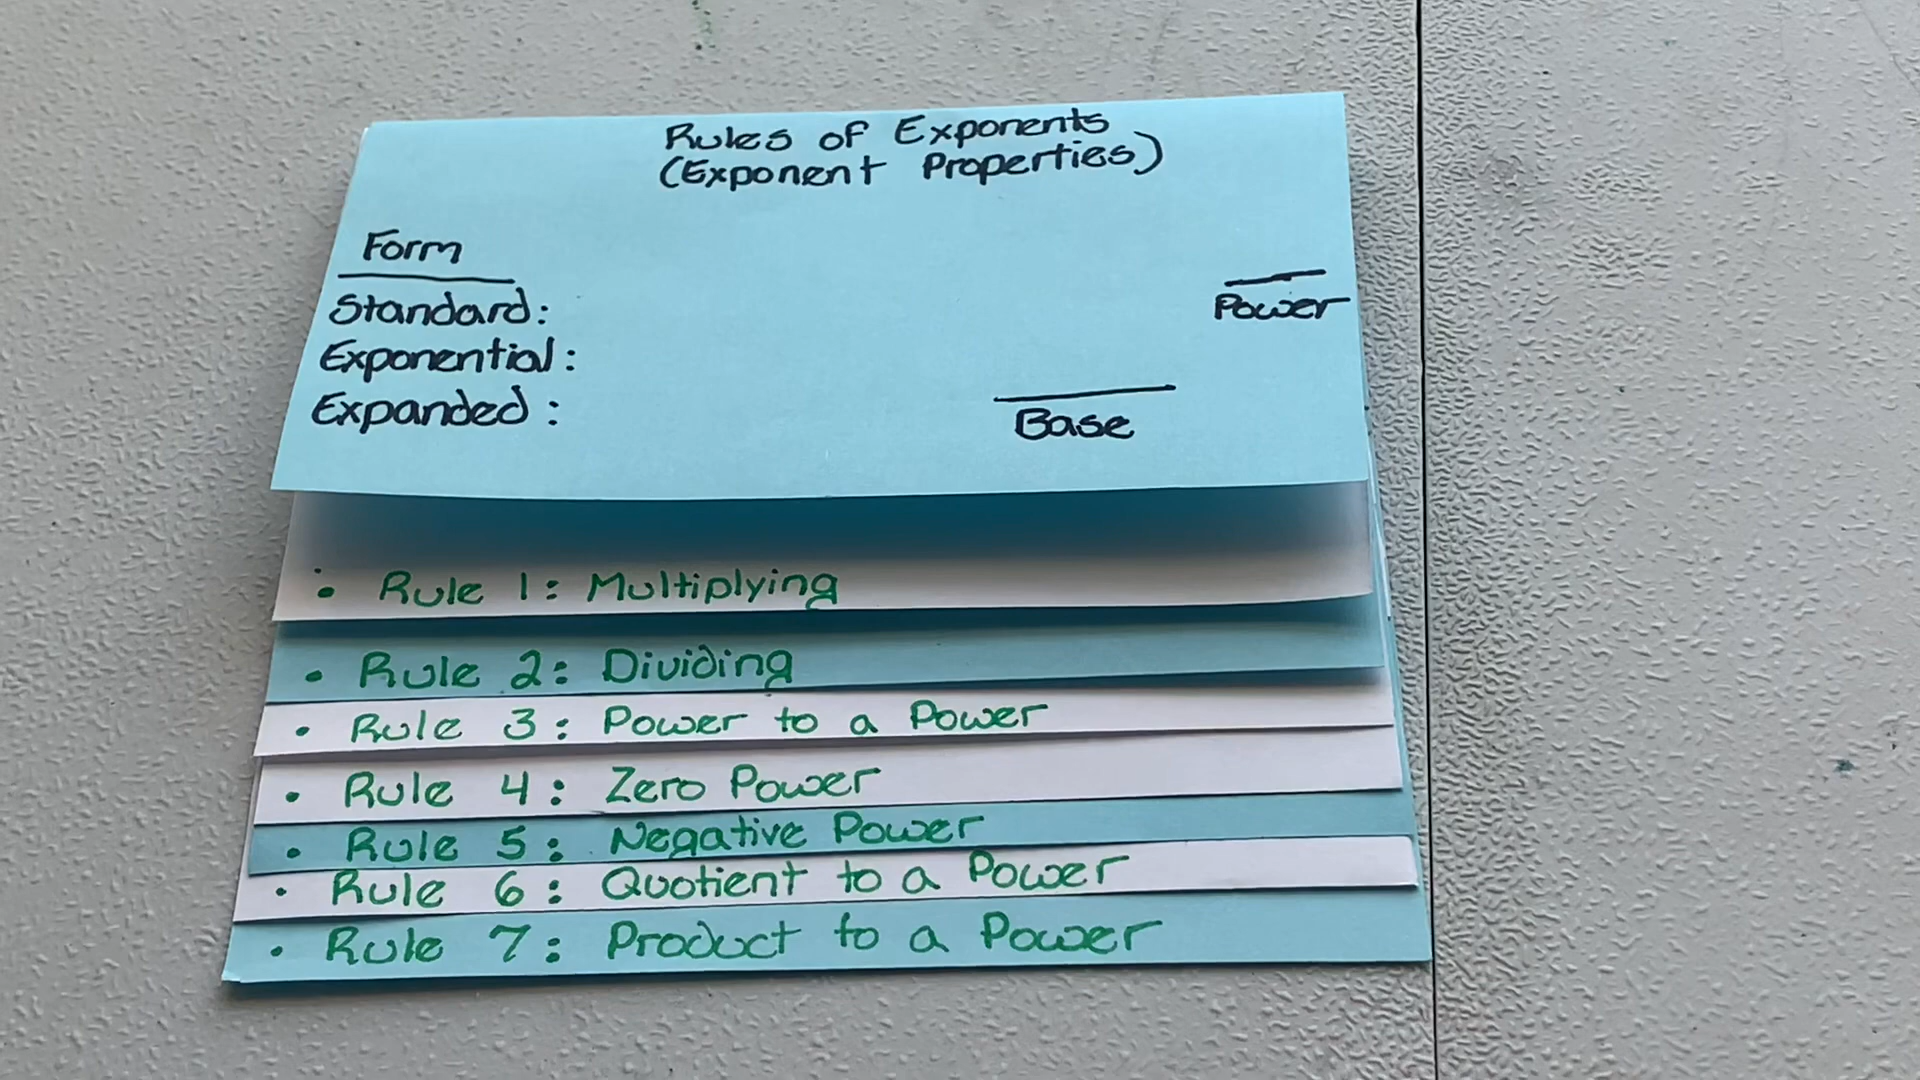 Rules of Exponents
(Exponent Properties)
Form
Standard:
Exponential:
Expanded:
Power
Base
• Rule 1: Multiplying
• Rule 2: Dividing
• Rule 3: Power to a Power
• Rule 4: Zero Power
• Rule 5: Negative Power
• Rule 6: Quotient to a Power
• Rule 7: Product to a Power